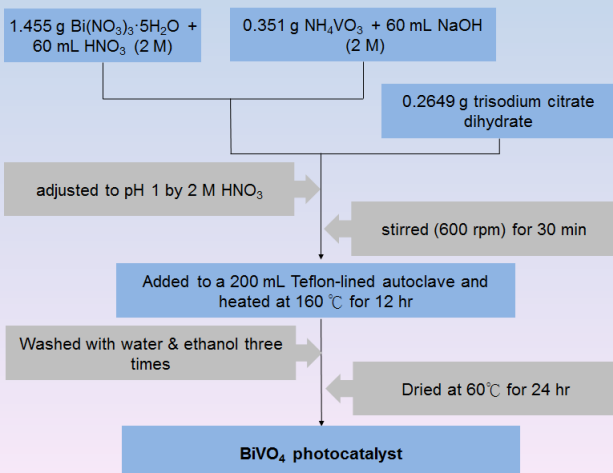 1.455 g Bi(NO₃)₃·5H₂O +
60 mL HNO₃ (2 M)
0.351 g NH₄VO₃ + 60 mL NaOH
(2 M)
0.2649 g trisodium citrate
dihydrate
adjusted to pH 1 by 2 M HNO₃
stirred (600 rpm) for 30 min
Added to a 200 mL Teflon-lined autoclave and
heated at 160 ℃ for 12 hr
Washed with water & ethanol three
times
Dried at 60℃ for 24 hr
BiVO₄ photocatalyst